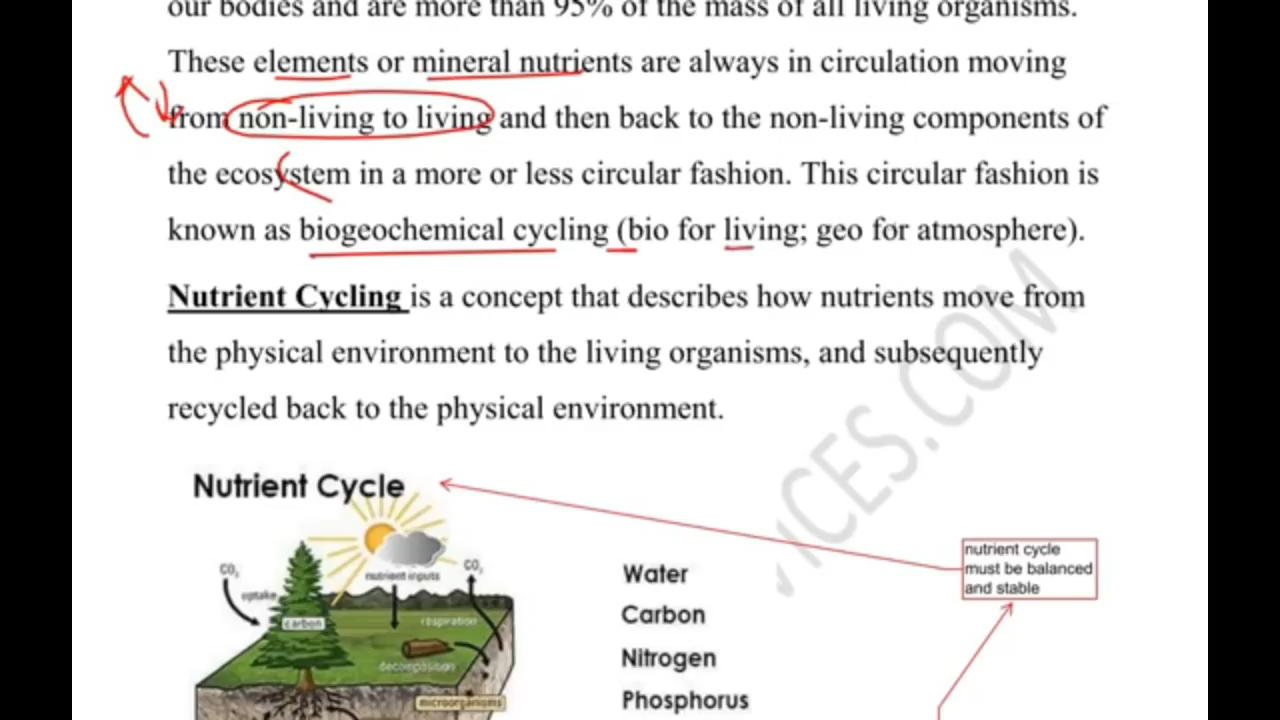 our bodies and are more than 95% of the mass of all living organisms.
These elements or mineral nutrients are always in circulation moving
from non-living to living and then back to the non-living components of
the ecosystem in a more or less circular fashion. This circular fashion is
known as biogeochemical cycling (bio for living; geo for atmosphere).
Nutrient Cycling is a concept that describes how nutrients move from
the physical environment to the living organisms, and subsequently
recycled back to the physical environment.
Nutrient Cycle
CO₂
uptake
carbon
nutrient inputs
CO₂
respiration
decomposition
microorganisms
Water
Carbon
Nitrogen
Phosphorus
nutrient cycle
must be balanced
and stable
ICES.COM